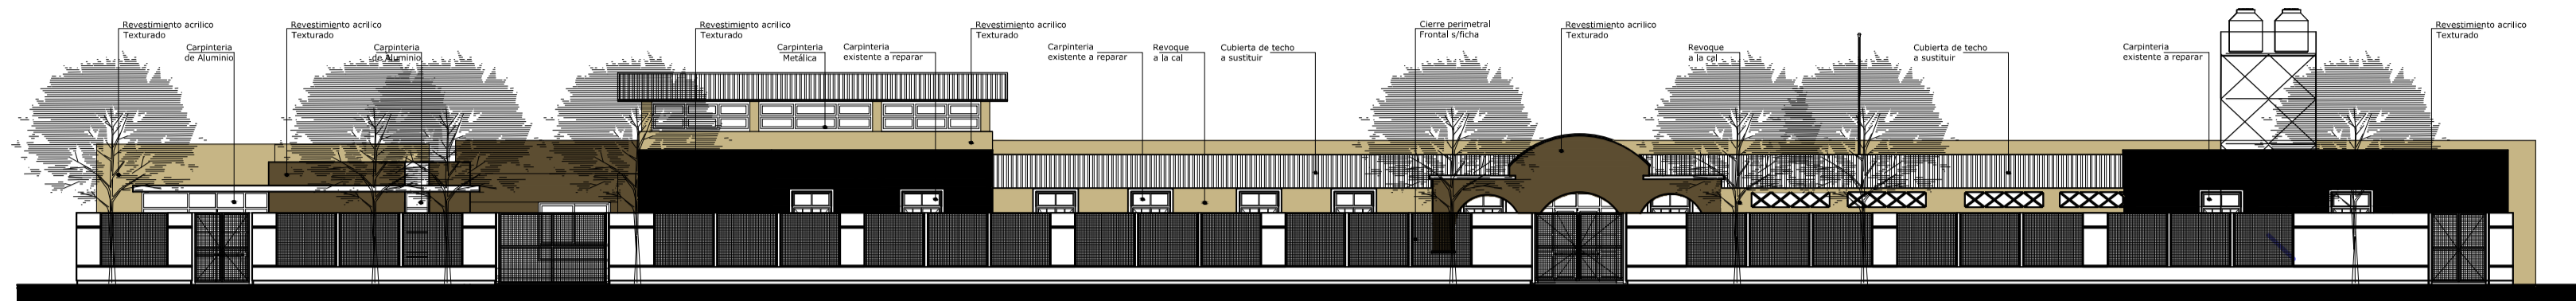 Revestimiento acrilico
Texturado
Carpinteria
de Aluminio
Revestimiento acrilico
Texturado
Carpinteria
de Aluminio
Revestimiento acrilico
Texturado
Carpinteria
Metálica
Carpinteria
existente a reparar
Revestimiento acrilico
Texturado
Carpinteria
existente a reparar
Revoque
a la cal
Cubierta de techo
a sustituir
Cierre perimetral
Frontal s/ficha
Revestimiento acrilico
Texturado
Revoque
a la cal
Cubierta de techo
a sustituir
Carpinteria
existente a reparar
Revestimiento acrilico
Texturado